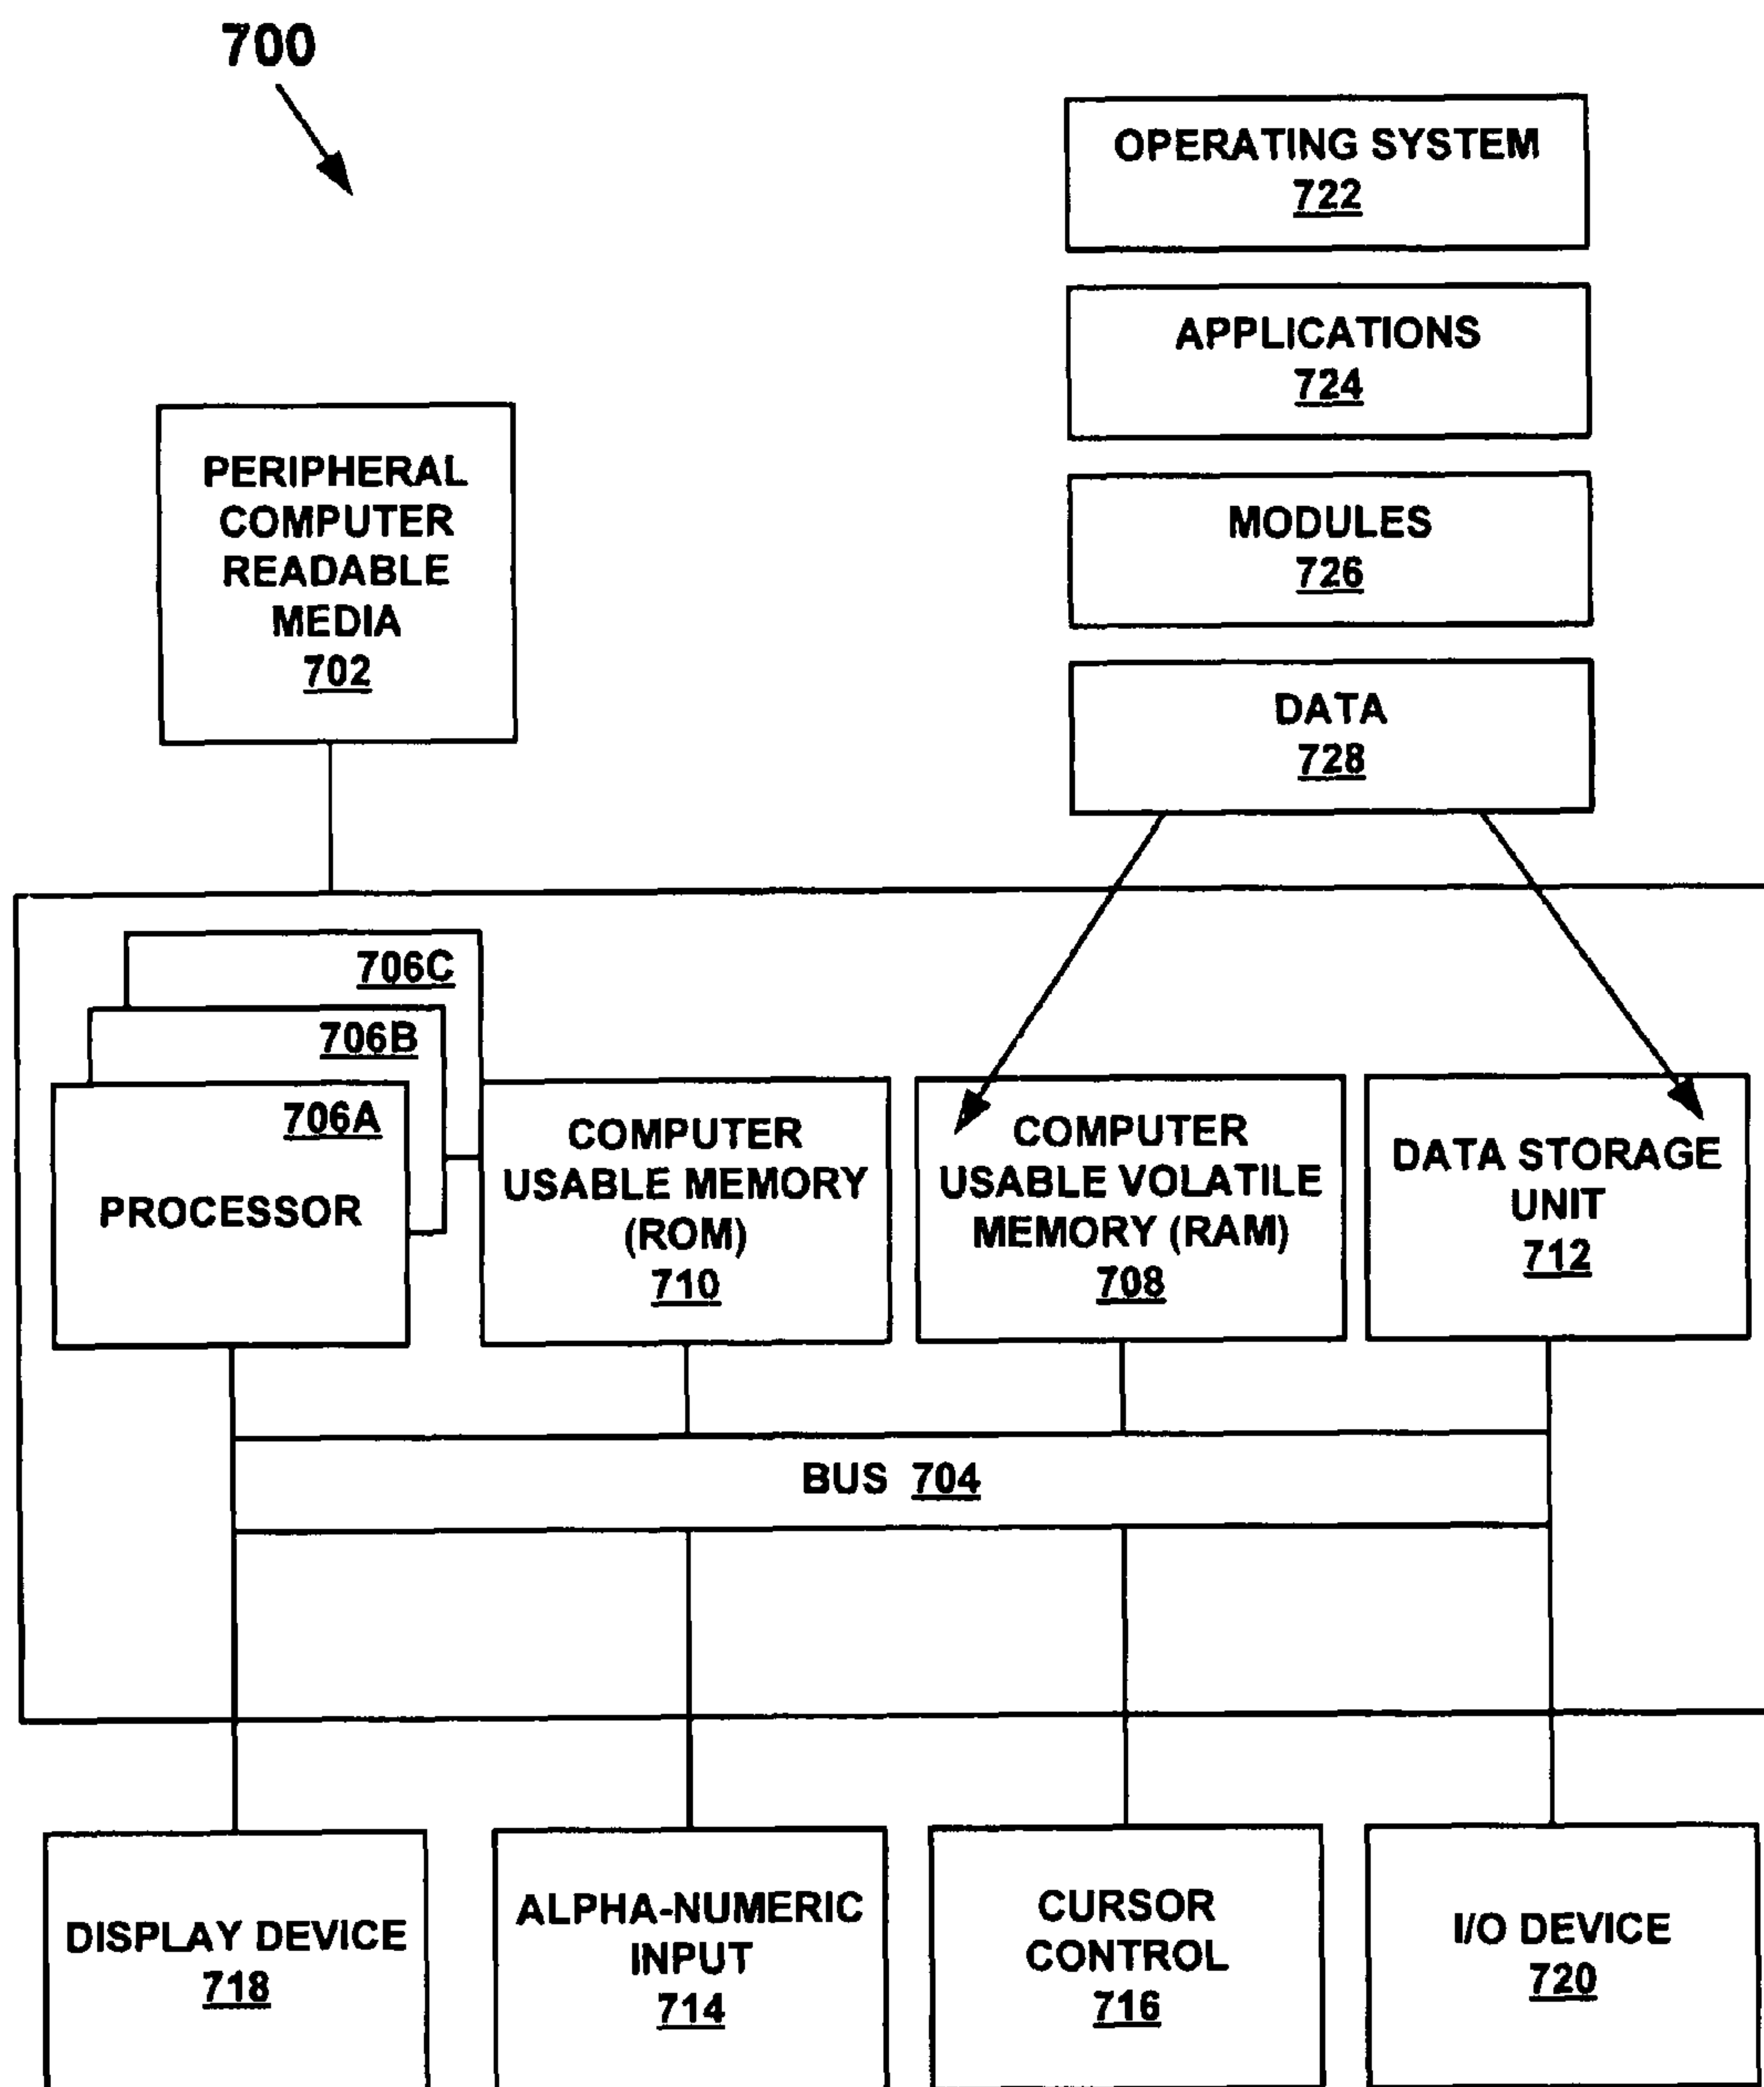 700
OPERATING SYSTEM
722
APPLICATIONS
724
MODULES
726
DATA
728
PERIPHERAL
COMPUTER
READABLE
MEDIA
702
706C
706B
706A
PROCESSOR
COMPUTER
USABLE MEMORY
(ROM)
710
COMPUTER
USABLE VOLATILE
MEMORY (RAM)
708
DATA STORAGE
UNIT
712
BUS 704
DISPLAY DEVICE
718
ALPHA-NUMERIC
INPUT
714
CURSOR
CONTROL
716
I/O DEVICE
720